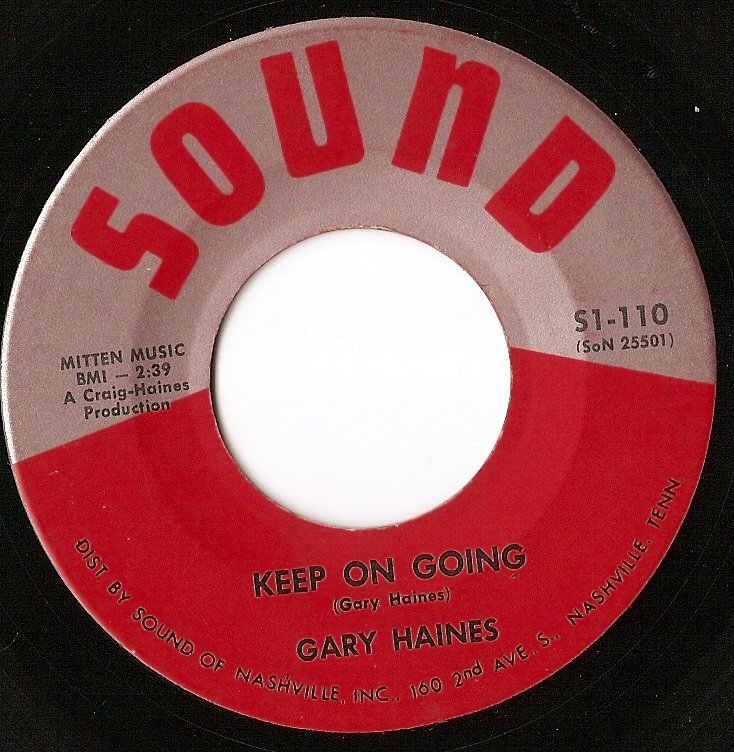 SOUND
S1-110
(SoN 25501)
MITTEN MUSIC
BMI — 2:39
A Craig-Haines
Production
KEEP ON GOING
(Gary Haines)
GARY HAINES
DIST. BY SOUND OF NASHVILLE, INC., 160 2nd AVE., S., NASHVILLE, TENN.